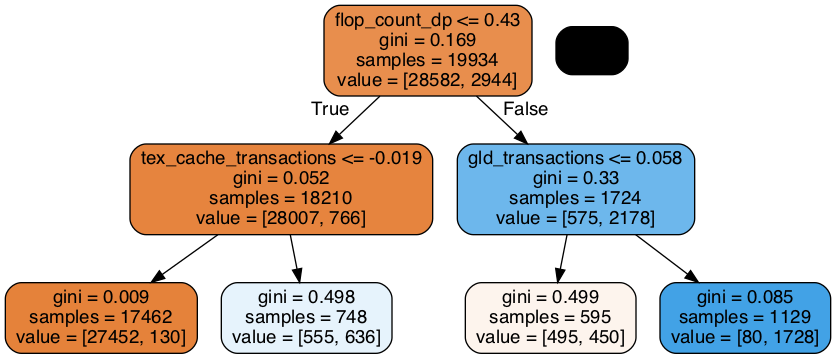 flop_count_dp <= 0.43
gini = 0.169
samples = 19934
value = [28582, 2944]
True
False
tex_cache_transactions <= -0.019
gini = 0.052
samples = 18210
value = [28007, 766]
gld_transactions <= 0.058
gini = 0.33
samples = 1724
value = [575, 2178]
gini = 0.009
samples = 17462
value = [27452, 130]
gini = 0.498
samples = 748
value = [555, 636]
gini = 0.499
samples = 595
value = [495, 450]
gini = 0.085
samples = 1129
value = [80, 1728]